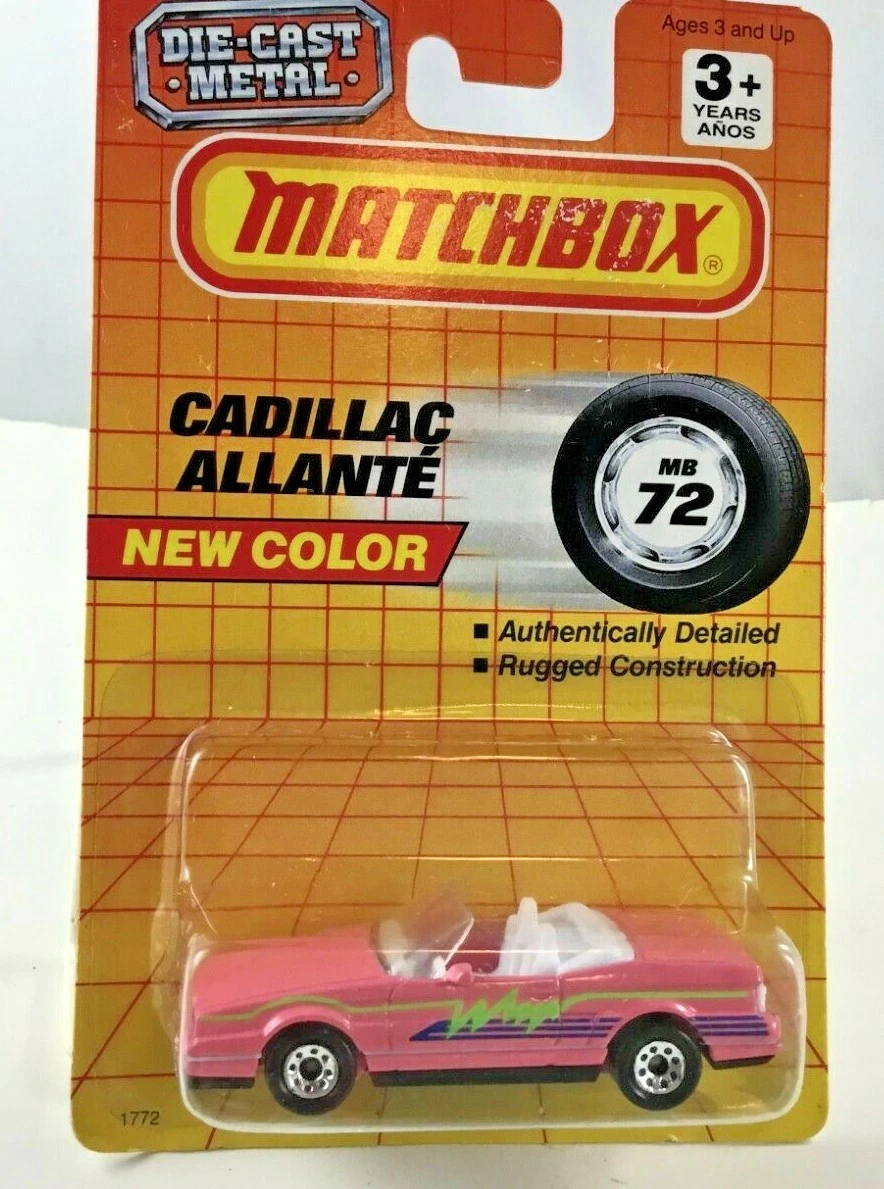 DIE-CAST
METAL
Ages 3 and Up
3+
YEARS
AÑOS
MATCHBOX®
CADILLAC
ALLANTÉ
MB
72
NEW COLOR
■ Authentically Detailed
■ Rugged Construction
1772